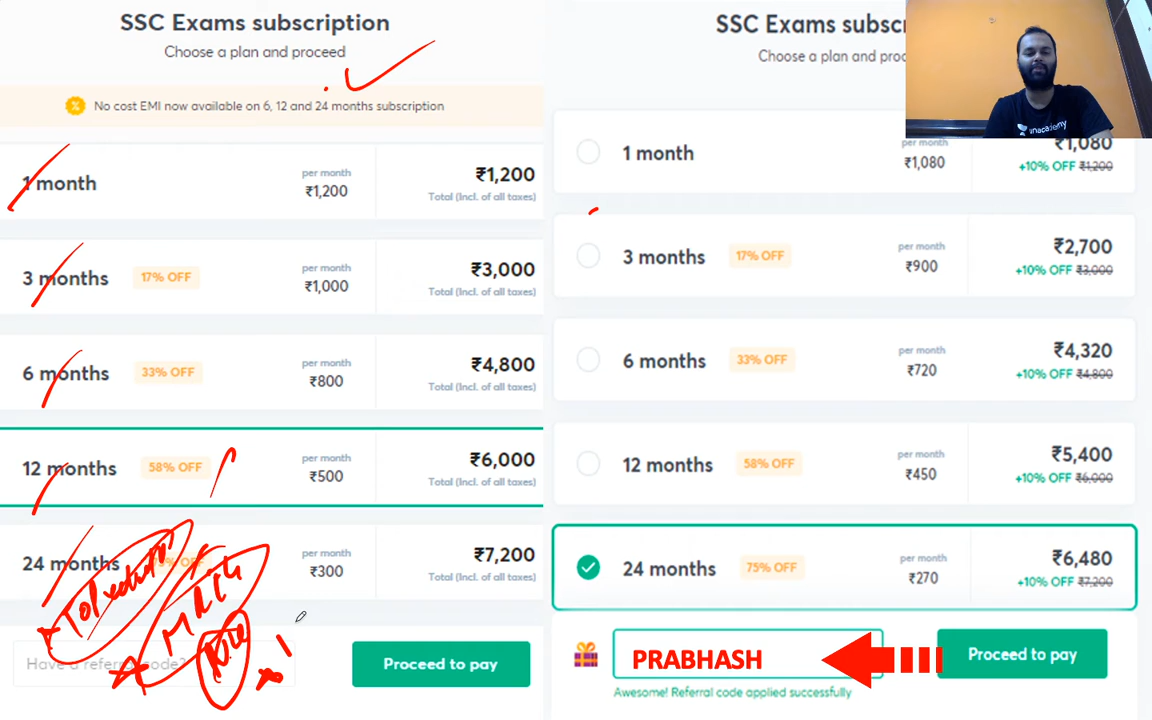 SSC Exams subscription
Choose a plan and proceed
No cost EMI now available on 6, 12 and 24 months subscription
1 month
per month
₹1,200
₹1,200
Total (Incl. of all taxes)
3 months
17% OFF
per month
₹1,000
₹3,000
Total (Incl. of all taxes)
6 months
33% OFF
per month
₹800
₹4,800
Total (Incl. of all taxes)
12 months
58% OFF
per month
₹500
₹6,000
Total (Incl. of all taxes)
24 months
per month
₹300
₹7,200
Total (Incl. of all taxes)
Have a referral code?
Proceed to pay
SSC Exams subscr
Choose a plan and proc
unacademy
1 month
per month
₹1,080
₹1,080
+10% OFF ₹1,200
3 months
17% OFF
per month
₹900
₹2,700
+10% OFF ₹3,000
6 months
33% OFF
per month
₹720
₹4,320
+10% OFF ₹4,800
12 months
58% OFF
per month
₹450
₹5,400
+10% OFF ₹6,000
24 months
75% OFF
per month
₹270
₹6,480
+10% OFF ₹7,200
PRABHASH
Proceed to pay
Awesome! Referral code applied successfully